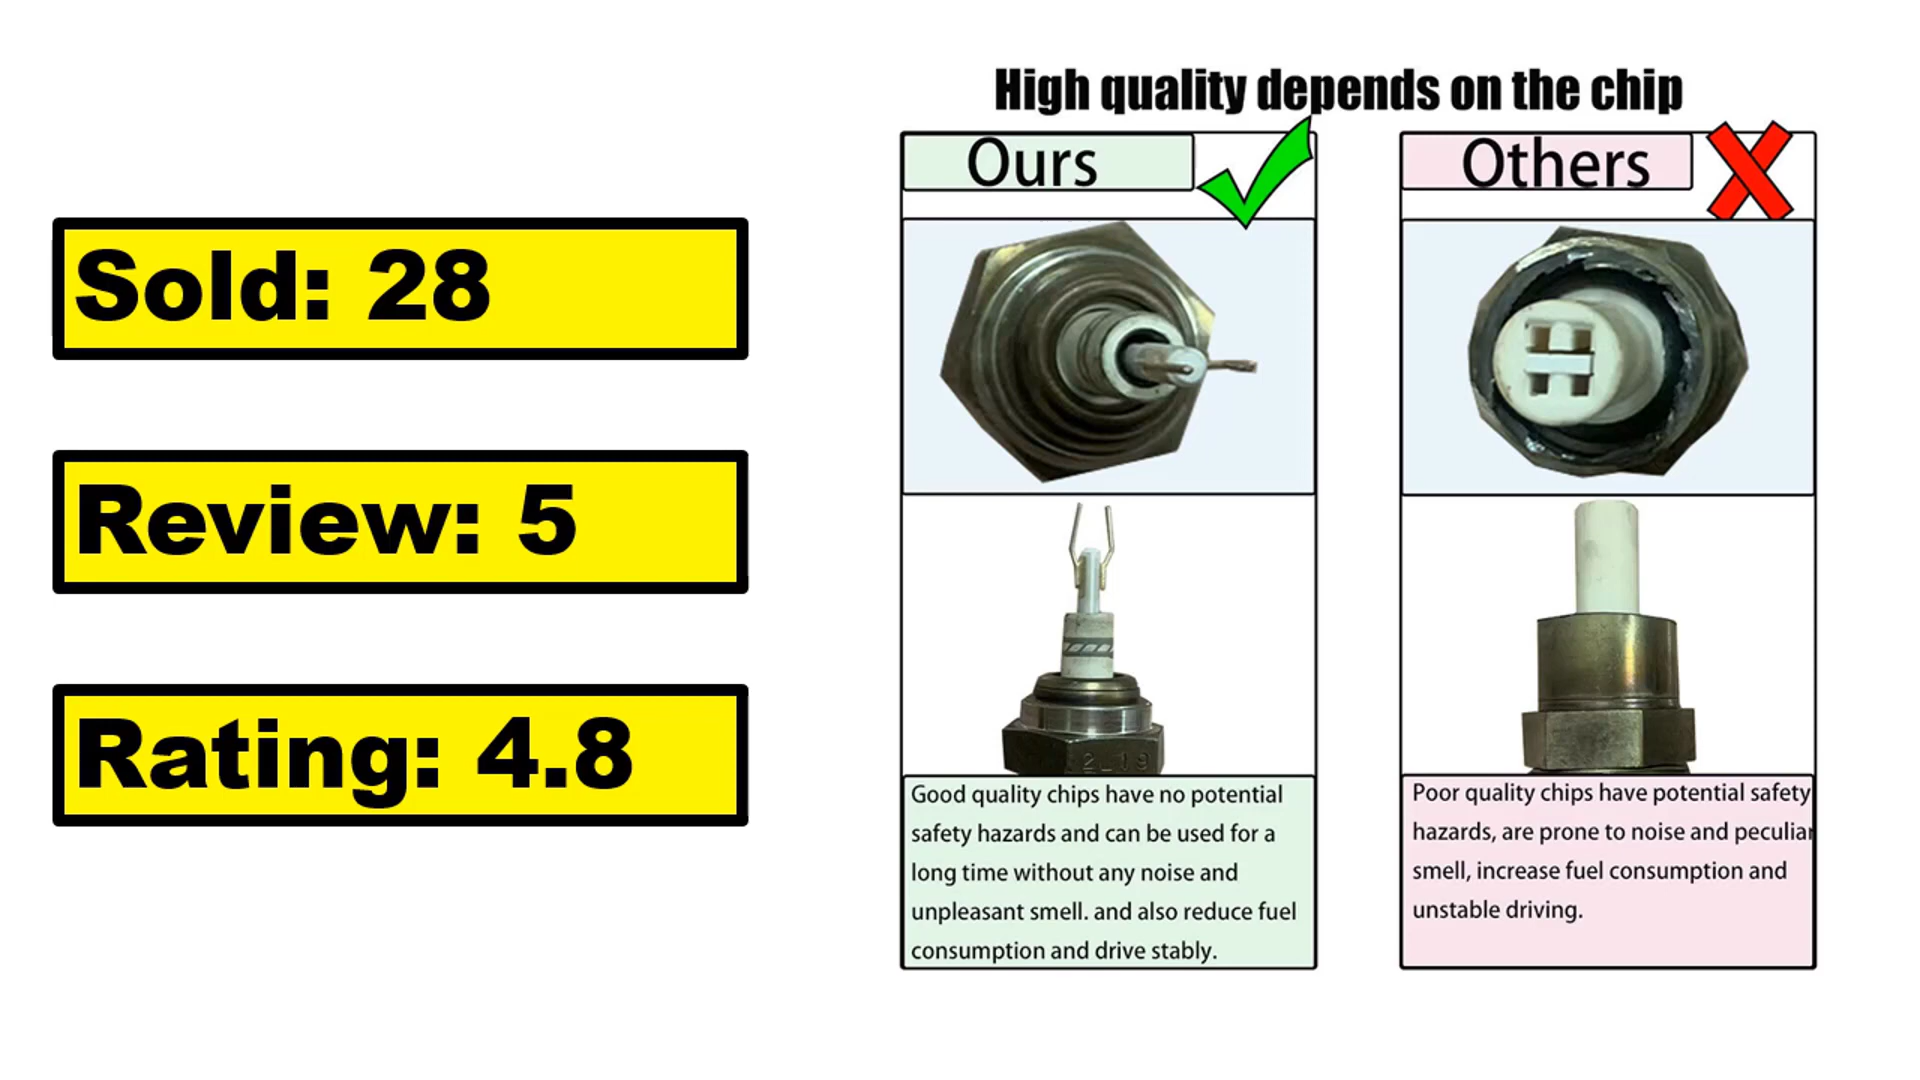 High quality depends on the chip
Ours
Others
Sold: 28
Review: 5
Rating: 4.8
2L19
Good quality chips have no potential
safety hazards and can be used for a
long time without any noise and
unpleasant smell. and also reduce fuel
consumption and drive stably.
Poor quality chips have potential safety
hazards, are prone to noise and peculiar
smell, increase fuel consumption and
unstable driving.